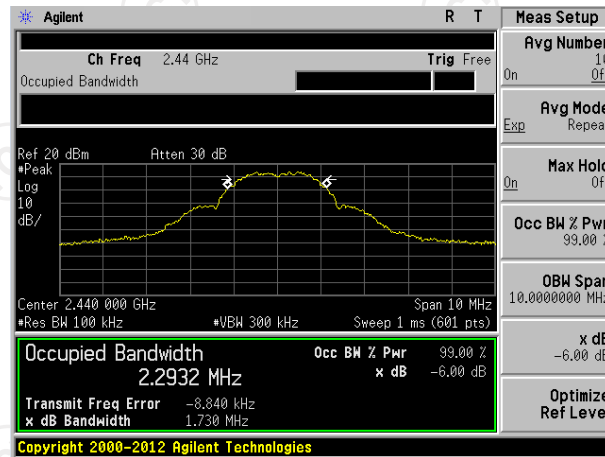 Agilent R T Meas Setup
Avg Number
10
On Off
Ch Freq 2.44 GHz Trig Free
Occupied Bandwidth
Avg Mode
Exp Repeat
Ref 20 dBm Atten 30 dB
#Peak
Log
10
dB/
Max Hold
On Off
Occ BW % Pwr
99.00 %
OBW Span
10.0000000 MHz
Center 2.440 000 GHz Span 10 MHz
#Res BW 100 kHz #VBW 300 kHz Sweep 1 ms (601 pts)
x dB
-6.00 dB
Occupied Bandwidth Occ BW % Pwr 99.00 %
2.2932 MHz x dB -6.00 dB
Transmit Freq Error -8.840 kHz
x dB Bandwidth 1.730 MHz
Optimize
Ref Level
Copyright 2000-2012 Agilent Technologies